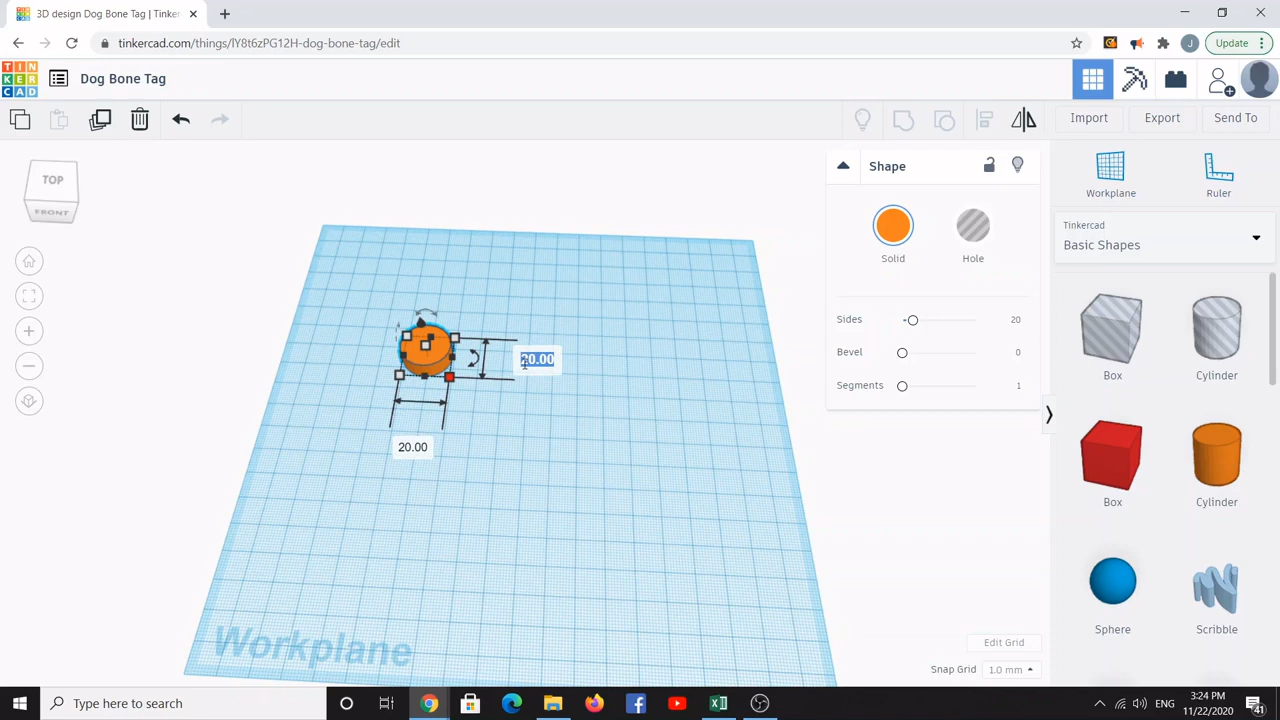 3D design Dog Bone Tag | Tinker
tinkercad.com/things/lY8t6zPG12H-dog-bone-tag/edit
J
Update
TIN
KER
CAD
Dog Bone Tag
Import
Export
Send To
TOP
FRONT
Shape
Solid
Hole
Sides
20
Bevel
0
Segments
1
Workplane
Ruler
Tinkercad
Basic Shapes
Box
Cylinder
Box
Cylinder
Sphere
Scribble
20.00
20.00
Workplane
Edit Grid
Snap Grid
1.0 mm
Type here to search
ENG
3:24 PM
11/22/2020
41